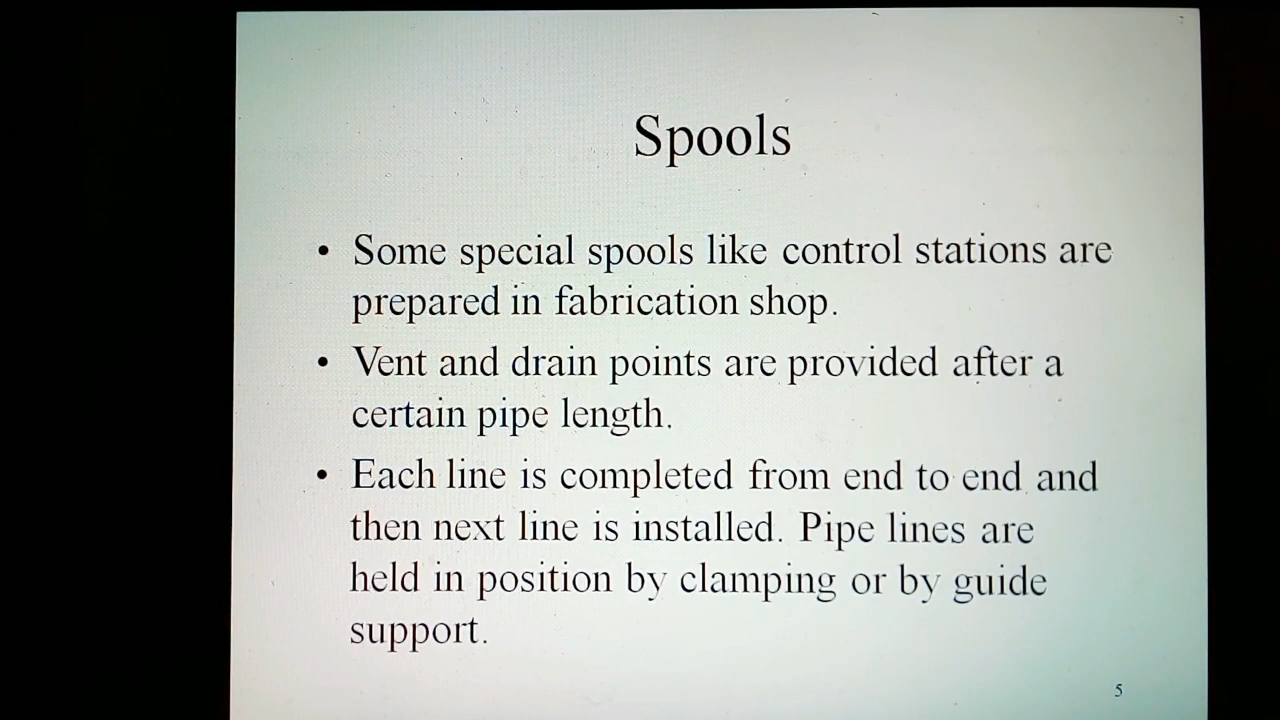 Spools
• Some special spools like control stations are
prepared in fabrication shop.
• Vent and drain points are provided after a
certain pipe length.
• Each line is completed from end to end and
then next line is installed. Pipe lines are
held in position by clamping or by guide
support.
5